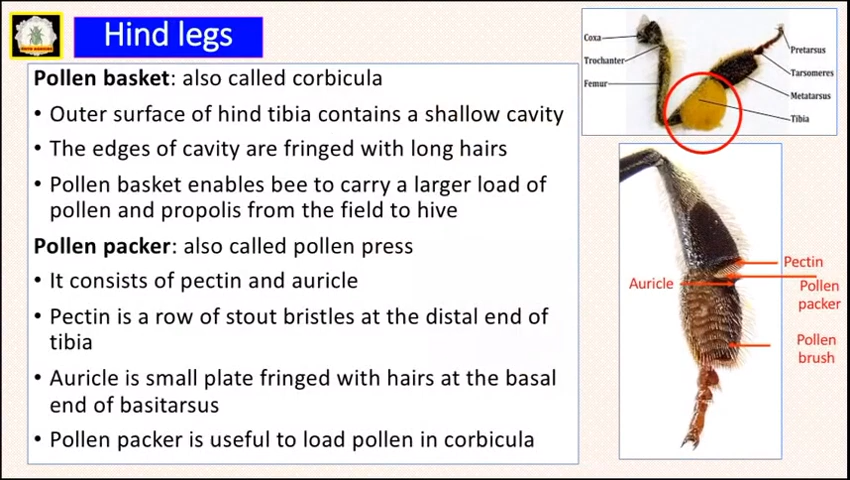 Hind legs
Pollen basket: also called corbicula
• Outer surface of hind tibia contains a shallow cavity
• The edges of cavity are fringed with long hairs
• Pollen basket enables bee to carry a larger load of
pollen and propolis from the field to hive
Pollen packer: also called pollen press
• It consists of pectin and auricle
• Pectin is a row of stout bristles at the distal end of
tibia
• Auricle is small plate fringed with hairs at the basal
end of basitarsus
• Pollen packer is useful to load pollen in corbicula
Coxa
Trochanter
Femur
Pretarsus
Tarsomeres
Metatarsus
Tibia
Pectin
Auricle
Pollen
packer
Pollen
brush